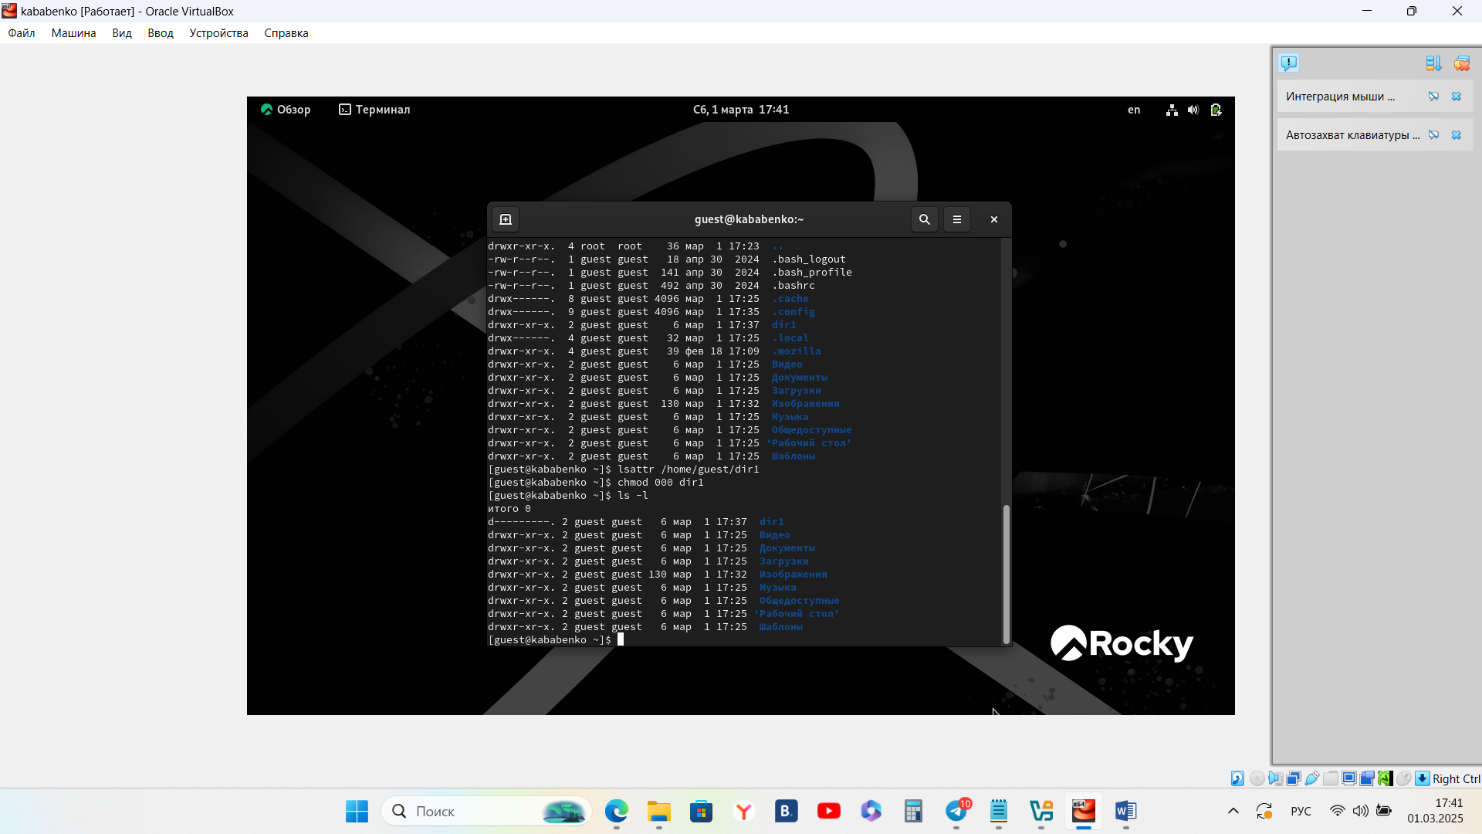 kababenko [Работает] - Oracle VirtualBox
Файл Машина Вид Ввод Устройства Справка
Интеграция мыши ...
Автозахват клавиатуры ...
Обзор Терминал Сб, 1 марта 17:41 en
guest@kababenko:~
drwxr-xr-x. 4 root root 36 мар 1 17:23 ..
-rw-r--r--. 1 guest guest 18 апр 30 2024 .bash_logout
-rw-r--r--. 1 guest guest 141 апр 30 2024 .bash_profile
-rw-r--r--. 1 guest guest 492 апр 30 2024 .bashrc
drwx------. 8 guest guest 4096 мар 1 17:25 .cache
drwx------. 9 guest guest 4096 мар 1 17:35 .config
drwxr-xr-x. 2 guest guest 6 мар 1 17:37 dir1
drwx------. 4 guest guest 32 мар 1 17:25 .local
drwxr-xr-x. 4 guest guest 39 фев 18 17:09 .mozilla
drwxr-xr-x. 2 guest guest 6 мар 1 17:25 Видео
drwxr-xr-x. 2 guest guest 6 мар 1 17:25 Документы
drwxr-xr-x. 2 guest guest 6 мар 1 17:25 Загрузки
drwxr-xr-x. 2 guest guest 130 мар 1 17:32 Изображения
drwxr-xr-x. 2 guest guest 6 мар 1 17:25 Музыка
drwxr-xr-x. 2 guest guest 6 мар 1 17:25 Общедоступные
drwxr-xr-x. 2 guest guest 6 мар 1 17:25 'Рабочий стол'
drwxr-xr-x. 2 guest guest 6 мар 1 17:25 Шаблоны
[guest@kababenko ~]$ lsattr /home/guest/dir1
[guest@kababenko ~]$ chmod 000 dir1
[guest@kababenko ~]$ ls -l
итого 0
d---------. 2 guest guest 6 мар 1 17:37 dir1
drwxr-xr-x. 2 guest guest 6 мар 1 17:25 Видео
drwxr-xr-x. 2 guest guest 6 мар 1 17:25 Документы
drwxr-xr-x. 2 guest guest 6 мар 1 17:25 Загрузки
drwxr-xr-x. 2 guest guest 130 мар 1 17:32 Изображения
drwxr-xr-x. 2 guest guest 6 мар 1 17:25 Музыка
drwxr-xr-x. 2 guest guest 6 мар 1 17:25 Общедоступные
drwxr-xr-x. 2 guest guest 6 мар 1 17:25 'Рабочий стол'
drwxr-xr-x. 2 guest guest 6 мар 1 17:25 Шаблоны
[guest@kababenko ~]$
Rocky
Right Ctrl
Поиск
B.
10
x64
РУС
17:41
01.03.2025